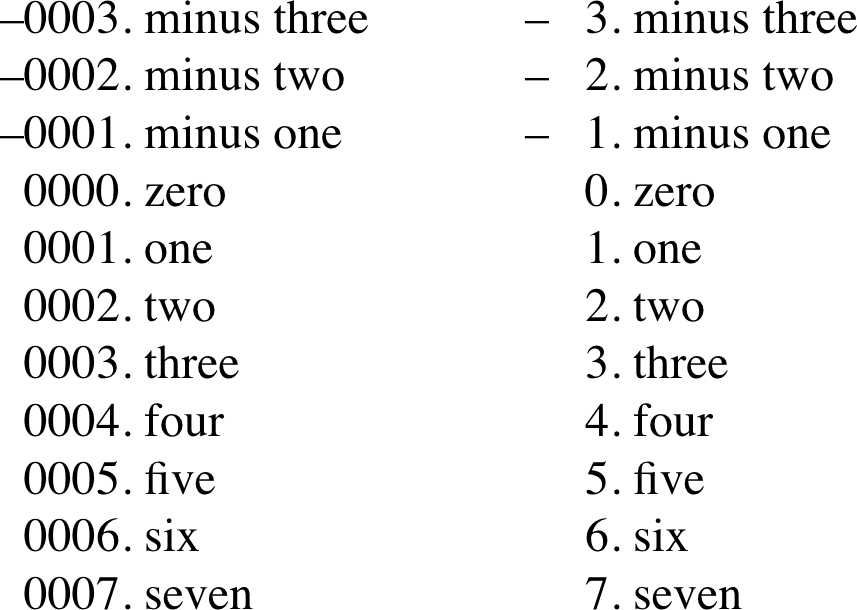 –0003. minus three
–0002. minus two
–0001. minus one
0000. zero
0001. one
0002. two
0003. three
0004. four
0005. five
0006. six
0007. seven
– 3. minus three
– 2. minus two
– 1. minus one
0. zero
1. one
2. two
3. three
4. four
5. five
6. six
7. seven